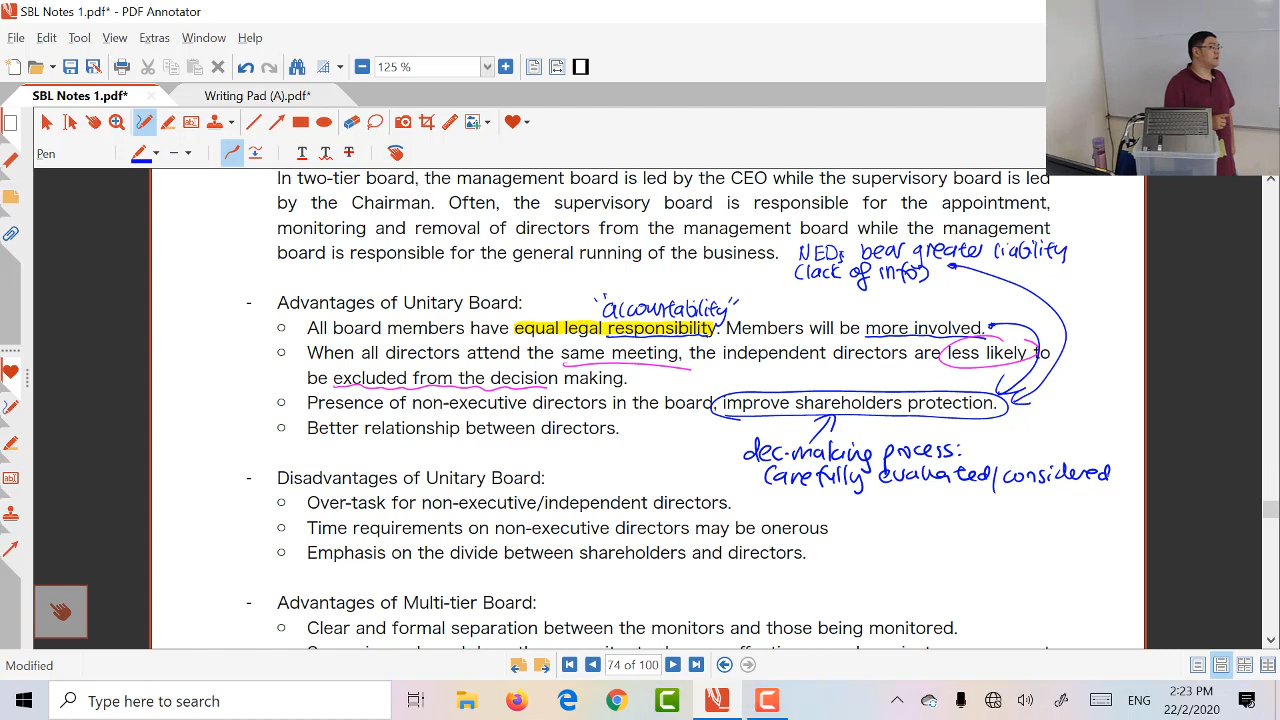 SBL Notes 1.pdf* - PDF Annotator
File Edit Tool View Extras Window Help
125 %
SBL Notes 1.pdf* Writing Pad (A).pdf*
Pen
In two-tier board, the management board is led by the CEO while the supervisory board is led
by the Chairman. Often, the supervisory board is responsible for the appointment,
monitoring and removal of directors from the management board while the management
board is responsible for the general running of the business.
NEDs bear greater liability
(lack of info)
- Advantages of Unitary Board:
"accountability"
○ All board members have equal legal responsibility. Members will be more involved.
○ When all directors attend the same meeting, the independent directors are less likely to
be excluded from the decision making.
○ Presence of non-executive directors in the board, improve shareholders protection.
○ Better relationship between directors.
dec-making process:
carefully evaluated/considered
- Disadvantages of Unitary Board:
○ Over-task for non-executive/independent directors.
○ Time requirements on non-executive directors may be onerous
○ Emphasis on the divide between shareholders and directors.
- Advantages of Multi-tier Board:
○ Clear and formal separation between the monitors and those being monitored.
Modified
74 of 100
Type here to search
ENG
2:23 PM
22/2/2020